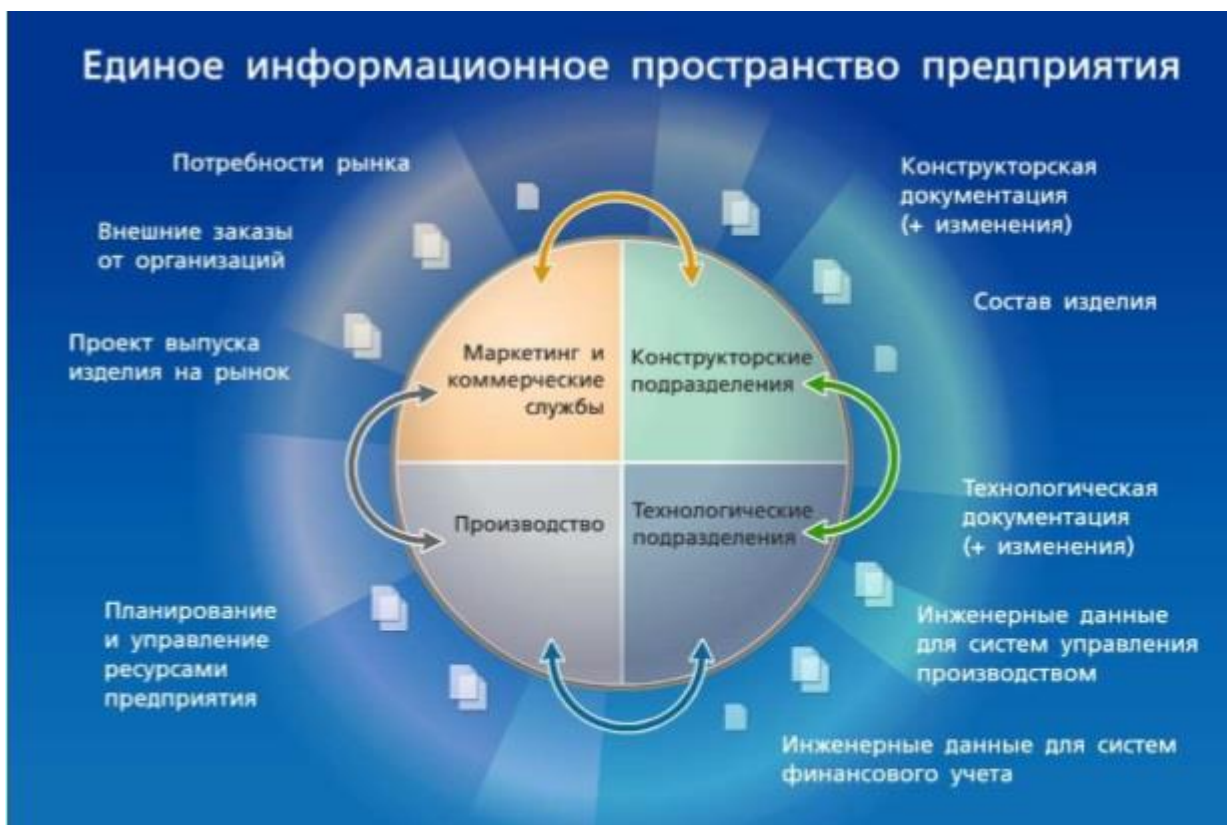 Единое информационное пространство предприятия
Потребности рынка
Внешние заказы
от организаций
Проект выпуска
изделия на рынок
Конструкторская
документация
(+ изменения)
Состав изделия
Маркетинг и
коммерческие
службы
Конструкторские
подразделения
Производство
Технологические
подразделения
Технологическая
документация
(+ изменения)
Планирование
и управление
ресурсами
предприятия
Инженерные данные
для систем управления
производством
Инженерные данные для систем
финансового учета